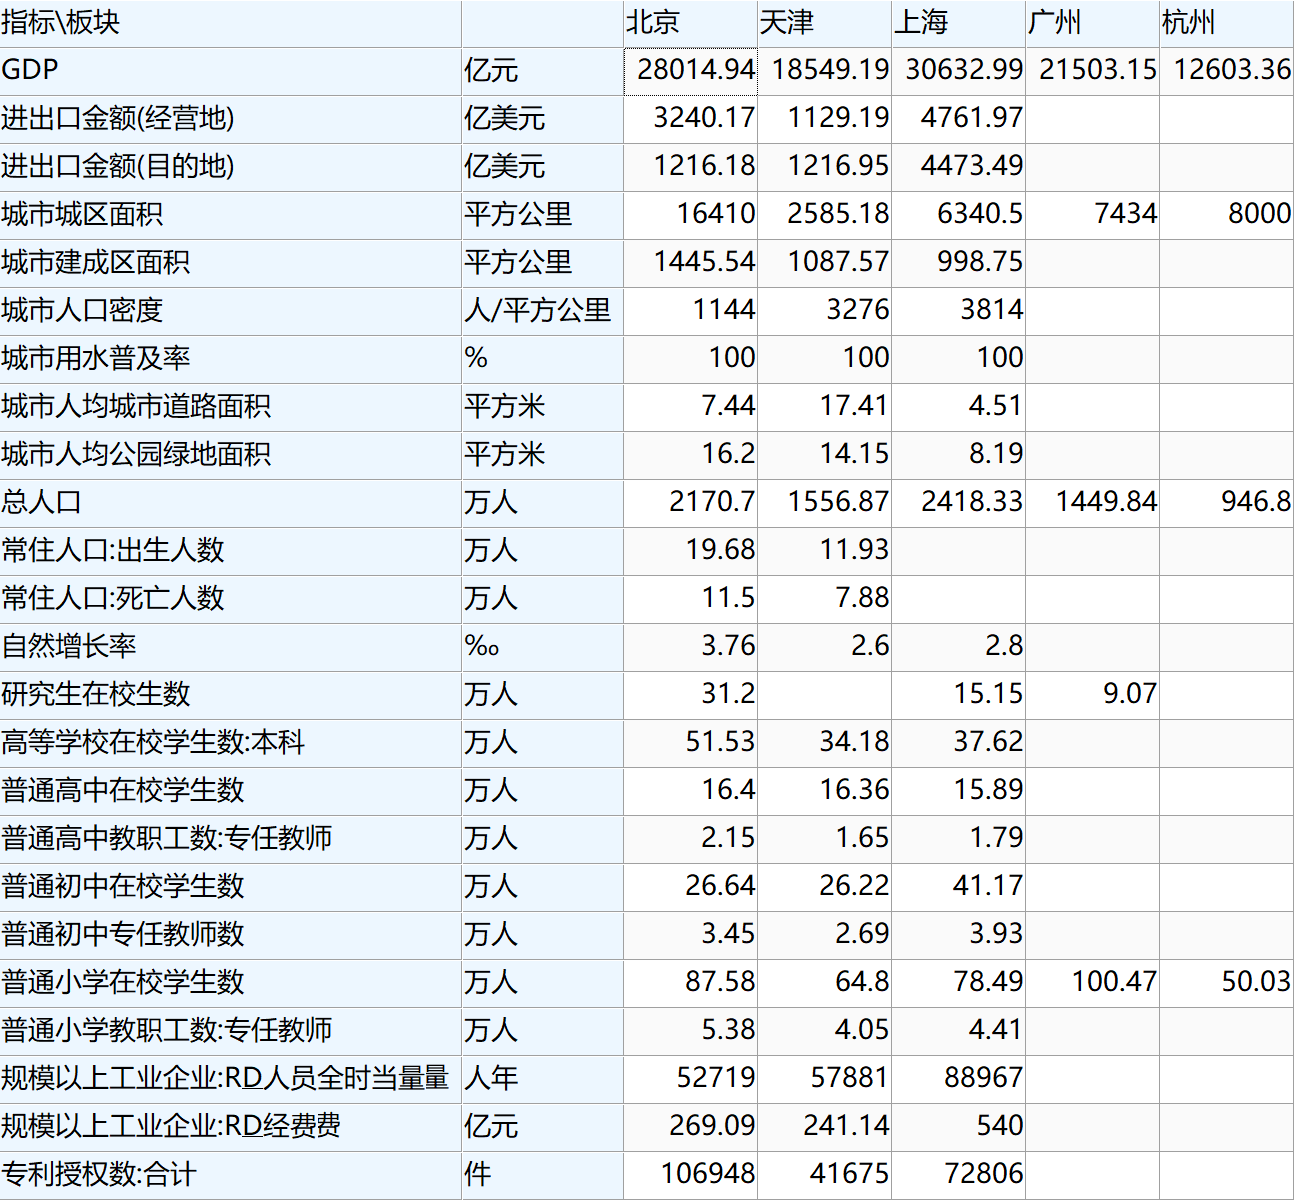 指标\板块 北京 天津 上海 广州 杭州
GDP 亿元 28014.94 18549.19 30632.99 21503.15 12603.36
进出口金额(经营地) 亿美元 3240.17 1129.19 4761.97
进出口金额(目的地) 亿美元 1216.18 1216.95 4473.49
城市城区面积 平方公里 16410 2585.18 6340.5 7434 8000
城市建成区面积 平方公里 1445.54 1087.57 998.75
城市人口密度 人/平方公里 1144 3276 3814
城市用水普及率 % 100 100 100
城市人均城市道路面积 平方米 7.44 17.41 4.51
城市人均公园绿地面积 平方米 16.2 14.15 8.19
总人口 万人 2170.7 1556.87 2418.33 1449.84 946.8
常住人口:出生人数 万人 19.68 11.93
常住人口:死亡人数 万人 11.5 7.88
自然增长率 ‰ 3.76 2.6 2.8
研究生在校生数 万人 31.2 15.15 9.07
高等学校在校学生数:本科 万人 51.53 34.18 37.62
普通高中在校学生数 万人 16.4 16.36 15.89
普通高中教职工数:专任教师 万人 2.15 1.65 1.79
普通初中在校学生数 万人 26.64 26.22 41.17
普通初中专任教师数 万人 3.45 2.69 3.93
普通小学在校学生数 万人 87.58 64.8 78.49 100.47 50.03
普通小学教职工数:专任教师 万人 5.38 4.05 4.41
规模以上工业企业:RD人员全时当量量 人年 52719 57881 88967
规模以上工业企业:RD经费费 亿元 269.09 241.14 540
专利授权数:合计 件 106948 41675 72806